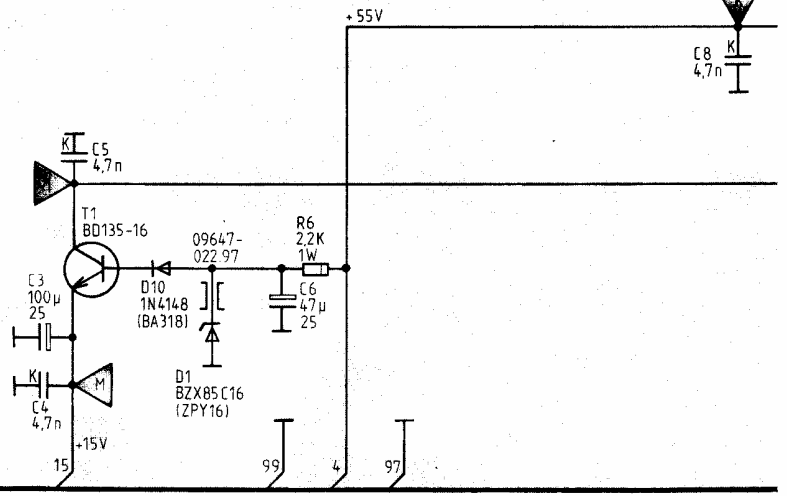 +55V
K
C8
4,7n
K
C5
4,7n
T1
BD135-16
09647-
022.97
R6
2,2K
1W
C3
100µ
25
D10
1N4148
(BA318)
C6
47µ
25
D1
BZX85C16
(ZPY16)
K
M
C4
4,7n
+15V
15
99
4
97